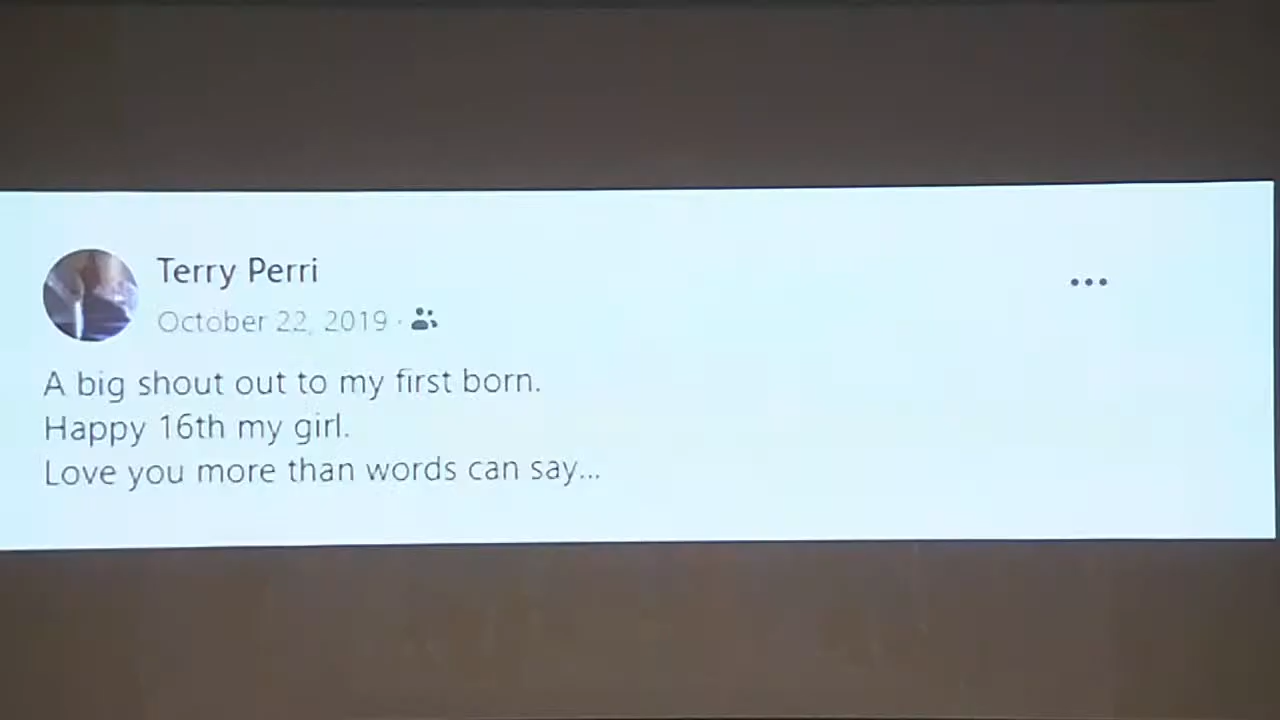 Terry Perri
October 22, 2019 ·
A big shout out to my first born.
Happy 16th my girl.
Love you more than words can say...